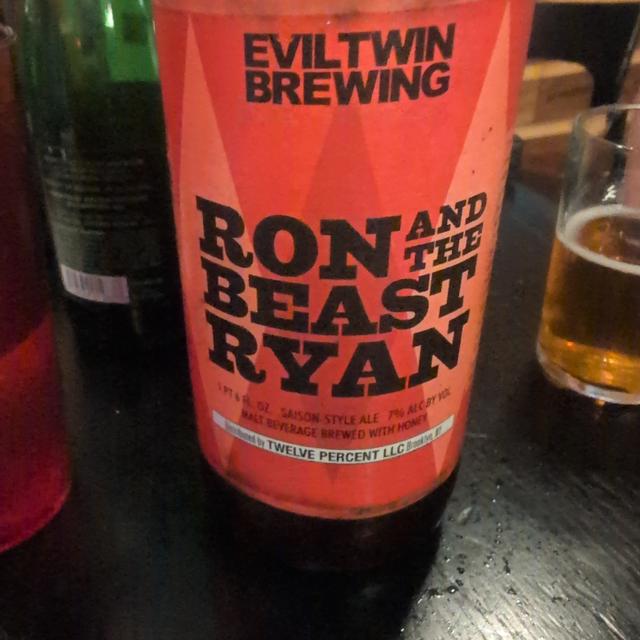 EVILTWIN
BREWING
RON AND THE
BEAST
RYAN
1 PT 6 FL. OZ. SAISON-STYLE ALE 7% ALC BY VOL
MALT BEVERAGE BREWED WITH HONEY
Distributed by TWELVE PERCENT LLC Brooklyn, NY